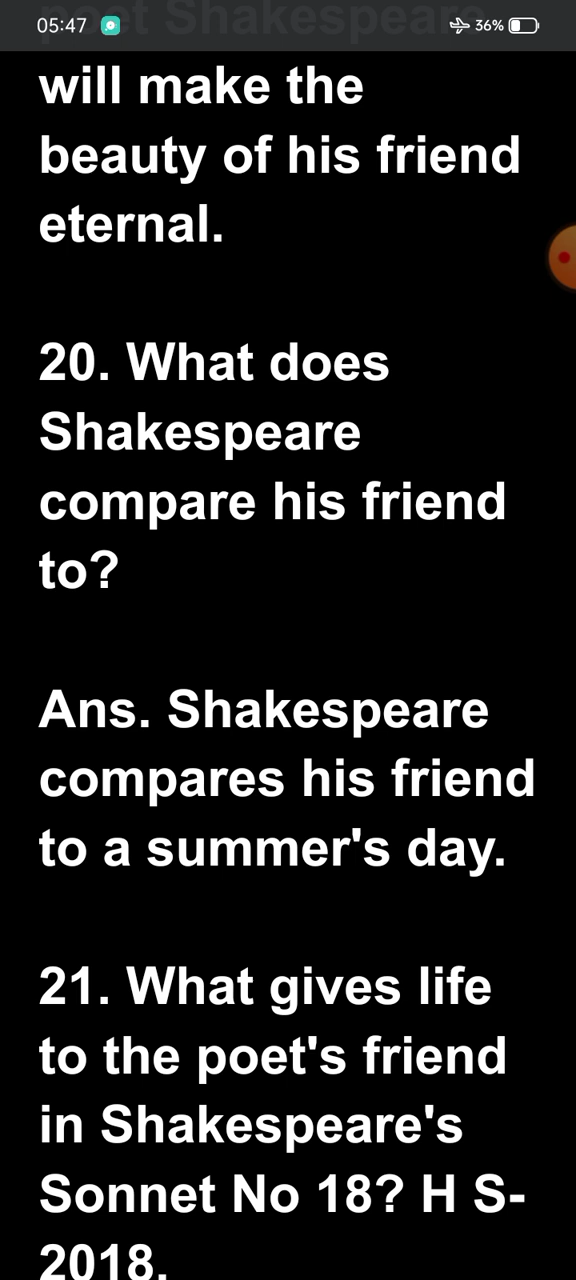 05:47
36%
poet Shakespeare
will make the
beauty of his friend
eternal.
20. What does
Shakespeare
compare his friend
to?
Ans. Shakespeare
compares his friend
to a summer's day.
21. What gives life
to the poet's friend
in Shakespeare's
Sonnet No 18? H S-
2018.